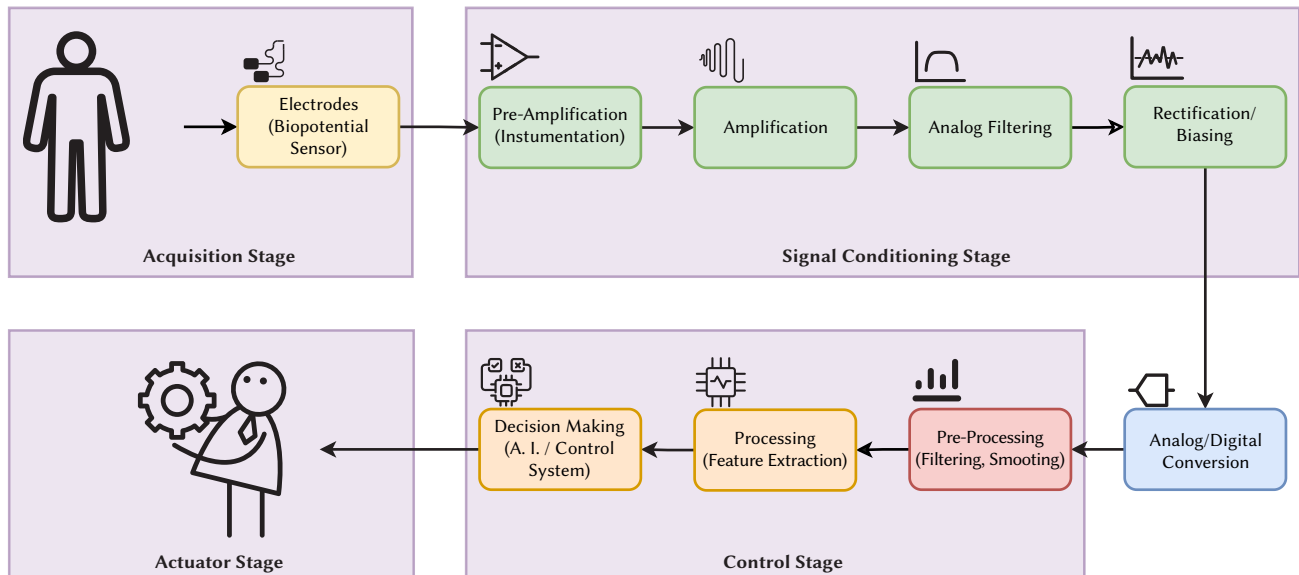 Electrodes
(Biopotential
Sensor)
Acquisition Stage
Pre-Amplification
(Instumentation)
Amplification
Analog Filtering
Rectification/
Biasing
Signal Conditioning Stage
Analog/Digital
Conversion
Pre-Processing
(Filtering, Smooting)
Processing
(Feature Extraction)
Decision Making
(A. I. / Control
System)
Control Stage
Actuator Stage